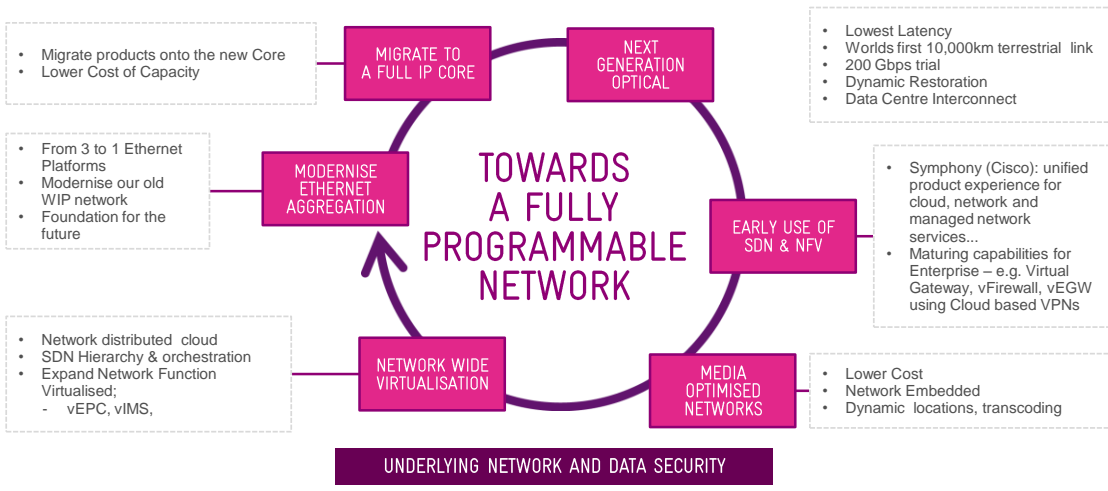 • Migrate products onto the new Core
• Lower Cost of Capacity
MIGRATE TO
A FULL IP CORE
NEXT
GENERATION
OPTICAL
• Lowest Latency
• Worlds first 10,000km terrestrial link
• 200 Gbps trial
• Dynamic Restoration
• Data Centre Interconnect
• From 3 to 1 Ethernet
Platforms
• Modernise our old
WIP network
• Foundation for the
future
MODERNISE
ETHERNET
AGGREGATION
TOWARDS
A FULLY
PROGRAMMABLE
NETWORK
EARLY USE OF
SDN & NFV
• Symphony (Cisco): unified
product experience for
cloud, network and
managed network
services...
• Maturing capabilities for
Enterprise – e.g. Virtual
Gateway, vFirewall, vEGW
using Cloud based VPNs
• Network distributed cloud
• SDN Hierarchy & orchestration
• Expand Network Function
Virtualised;
- vEPC, vIMS,
NETWORK WIDE
VIRTUALISATION
MEDIA
OPTIMISED
NETWORKS
• Lower Cost
• Network Embedded
• Dynamic locations, transcoding
UNDERLYING NETWORK AND DATA SECURITY